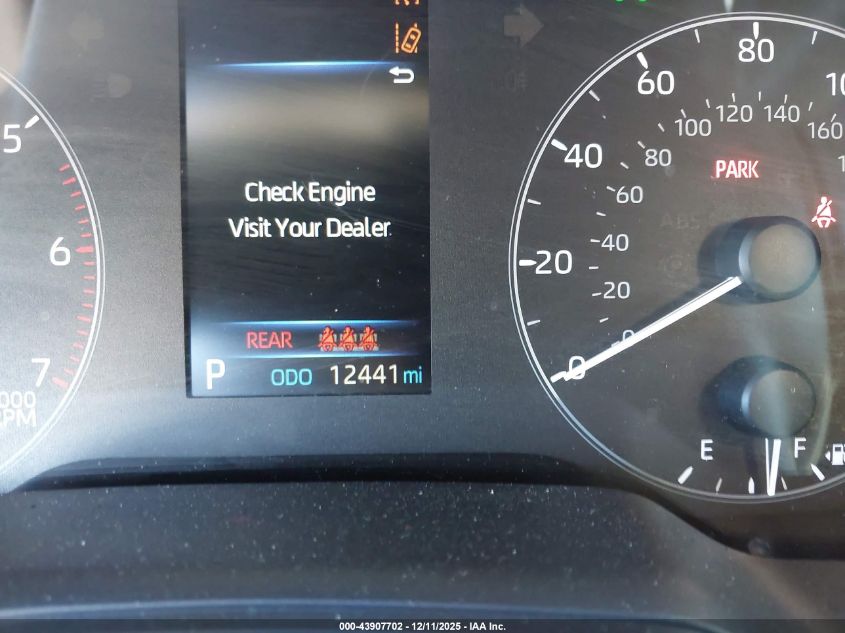 Check Engine
Visit Your Dealer
REAR
P ODO 12441 mi
5
6
7
000
PM
0
20
40
60
80
0
20
40
60
80
100
120
140
160
PARK
ABS
E F
000-43907702 - 12/11/2025 - IAA Inc.